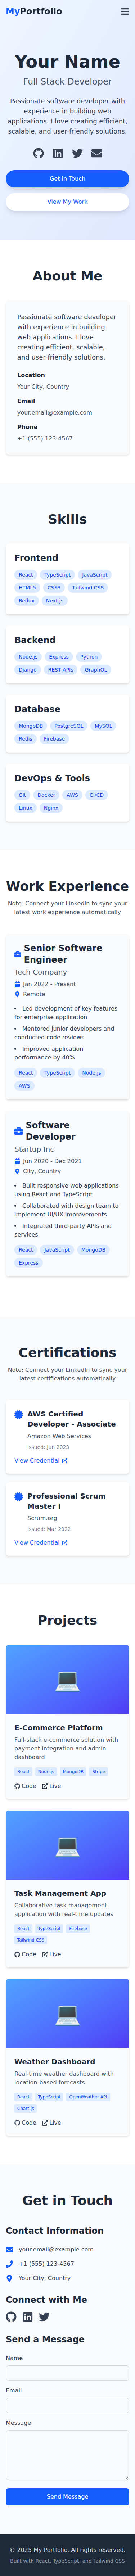 MyPortfolio
Your Name
Full Stack Developer
Passionate software developer with
experience in building web
applications. I love creating efficient,
scalable, and user-friendly solutions.
Get In Touch
View My Work
About Me
Passionate software developer
with experience in building
web applications. I love
creating efficient, scalable,
and user-friendly solutions.
Location
Your City, Country
Email
your.email@example.com
Phone
+1 (555) 123-4567
Skills
Frontend
React TypeScript JavaScript
HTML5 CSS3 Tailwind CSS
Redux Next.js
Backend
Node.js Express Python
Django REST APIs GraphQL
Database
MongoDB PostgreSQL MySQL
Redis Firebase
DevOps & Tools
Git Docker AWS CI/CD
Linux Nginx
Work Experience
Note: Connect your LinkedIn to sync your
latest work experience automatically
Senior Software
Engineer
Tech Company
Jan 2022 - Present
Remote
• Led development of key features
for enterprise application
• Mentored junior developers and
conducted code reviews
• Improved application
performance by 40%
React TypeScript Node.js
AWS
Software
Developer
Startup Inc
Jun 2020 - Dec 2021
City, Country
• Built responsive web applications
using React and TypeScript
• Collaborated with design team to
implement UI/UX improvements
• Integrated third-party APIs and
services
React JavaScript MongoDB
Express
Certifications
Note: Connect your LinkedIn to sync your
latest certifications automatically
AWS Certified
Developer - Associate
Amazon Web Services
Issued: Jun 2023
View Credential
Professional Scrum
Master I
Scrum.org
Issued: Mar 2022
View Credential
Projects
E-Commerce Platform
Full-stack e-commerce solution with
payment integration and admin
dashboard
React Node.js MongoDB Stripe
Code Live
Task Management App
Collaborative task management
application with real-time updates
React TypeScript Firebase
Tailwind CSS
Code Live
Weather Dashboard
Real-time weather dashboard with
location-based forecasts
React TypeScript OpenWeather API
Chart.js
Code Live
Get in Touch
Contact Information
your.email@example.com
+1 (555) 123-4567
Your City, Country
Connect with Me
Send a Message
Name
Email
Message
Send Message
© 2025 My Portfolio. All rights reserved.
Built with React, TypeScript, and Tailwind CSS